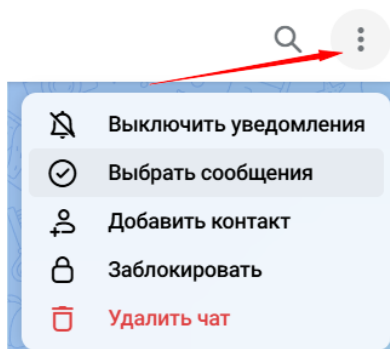 Выключить уведомления
Выбрать сообщения
Добавить контакт
Заблокировать
Удалить чат